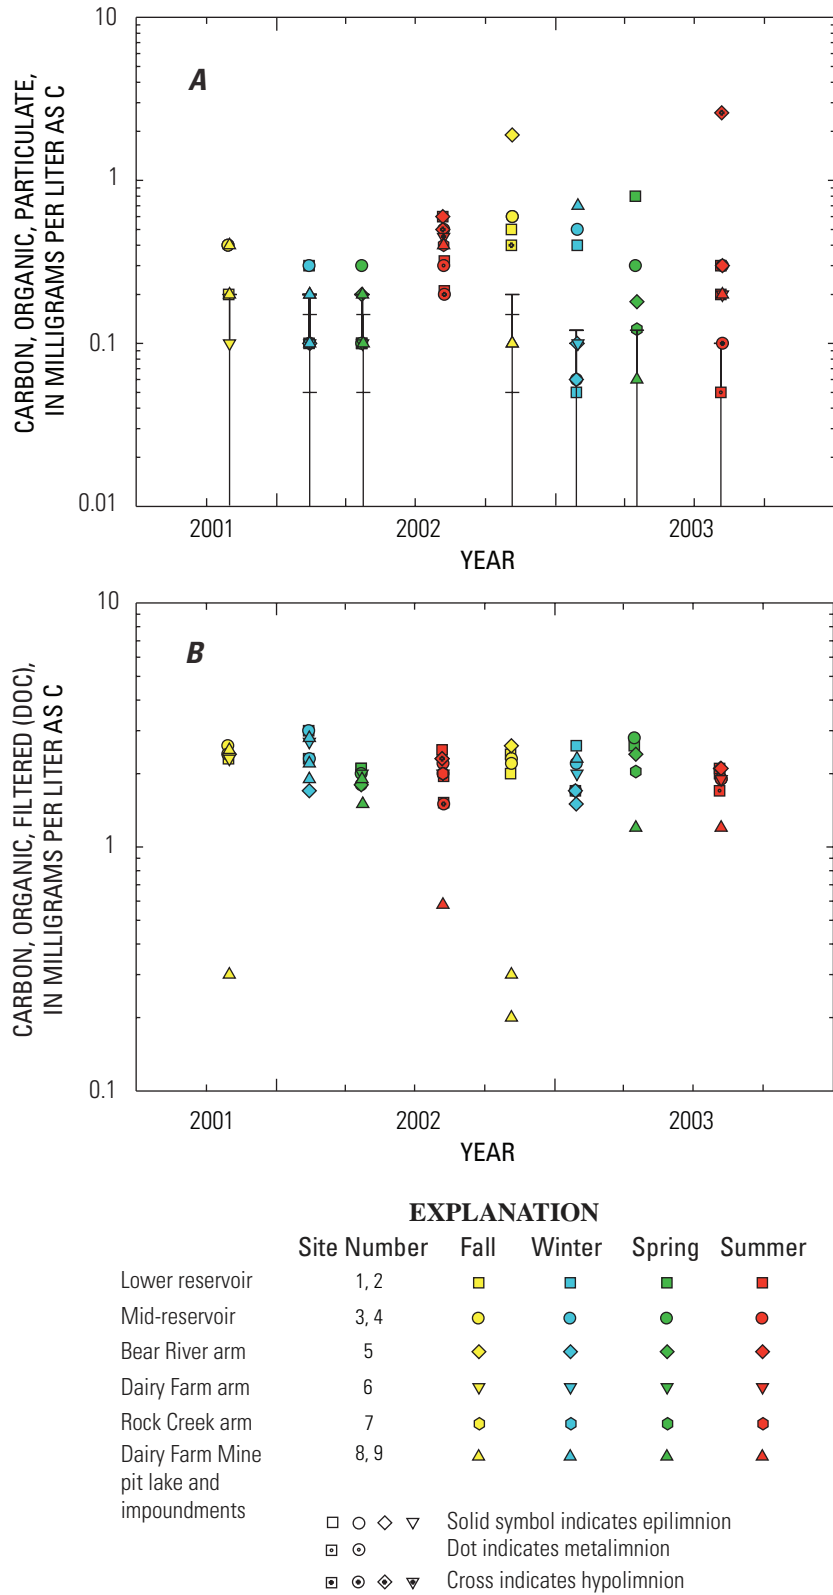 A
CARBON, ORGANIC, PARTICULATE,
IN MILLIGRAMS PER LITER AS C
10
1
0.1
0.01
2001 2002 2003
YEAR
B
CARBON, ORGANIC, FILTERED (DOC),
IN MILLIGRAMS PER LITER AS C
10
1
0.1
2001 2002 2003
YEAR
EXPLANATION
Site Number Fall Winter Spring Summer
Lower reservoir 1, 2
Mid-reservoir 3, 4
Bear River arm 5
Dairy Farm arm 6
Rock Creek arm 7
Dairy Farm Mine 8, 9
pit lake and
impoundments
Solid symbol indicates epilimnion
Dot indicates metalimnion
Cross indicates hypolimnion